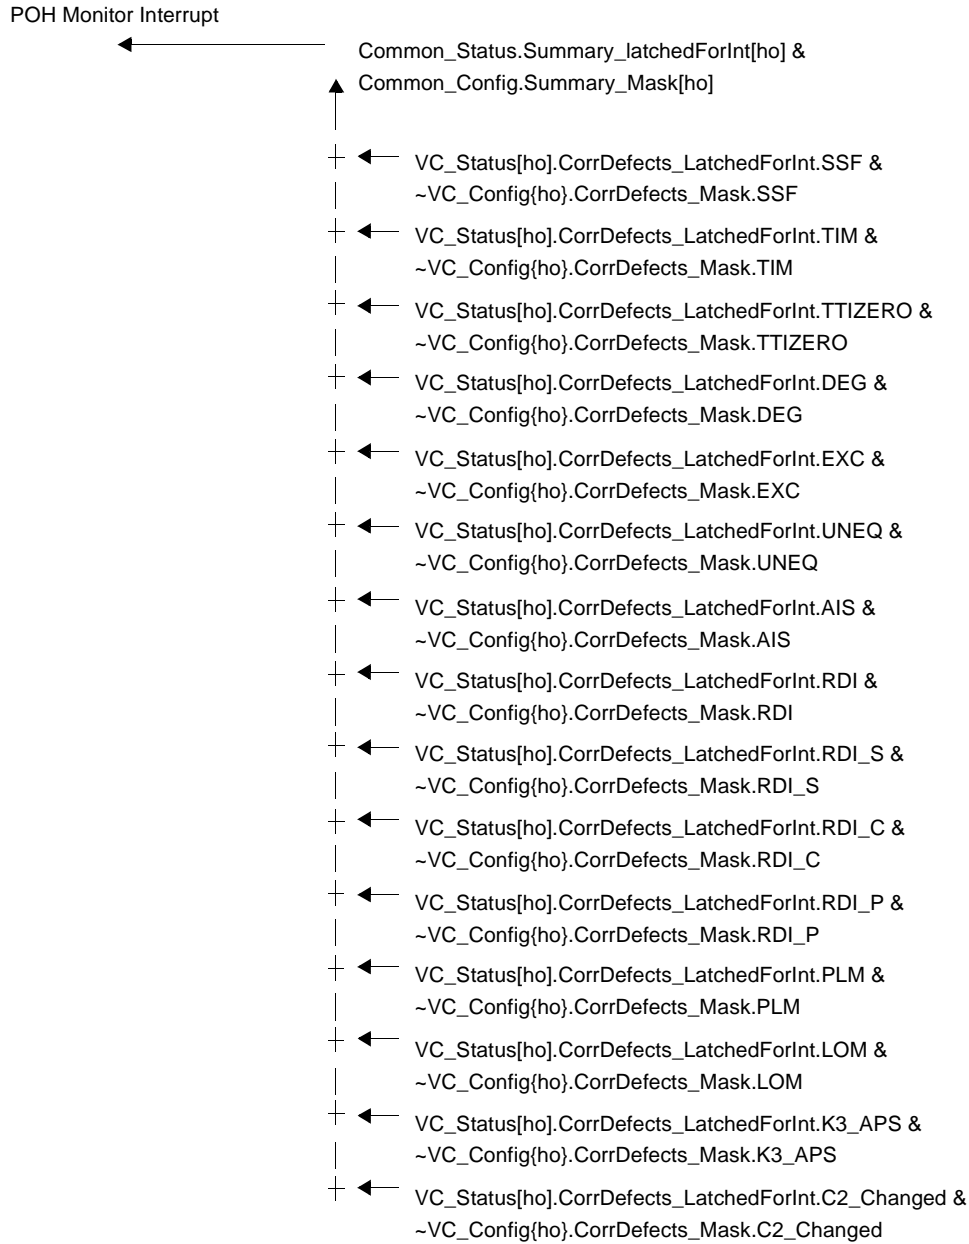 POH Monitor Interrupt
Common_Status.Summary_latchedForInt[ho] &
Common_Config.Summary_Mask[ho]
VC_Status[ho].CorrDefects_LatchedForInt.SSF &
~VC_Config{ho}.CorrDefects_Mask.SSF
VC_Status[ho].CorrDefects_LatchedForInt.TIM &
~VC_Config{ho}.CorrDefects_Mask.TIM
VC_Status[ho].CorrDefects_LatchedForInt.TTIZERO &
~VC_Config{ho}.CorrDefects_Mask.TTIZERO
VC_Status[ho].CorrDefects_LatchedForInt.DEG &
~VC_Config{ho}.CorrDefects_Mask.DEG
VC_Status[ho].CorrDefects_LatchedForInt.EXC &
~VC_Config{ho}.CorrDefects_Mask.EXC
VC_Status[ho].CorrDefects_LatchedForInt.UNEQ &
~VC_Config{ho}.CorrDefects_Mask.UNEQ
VC_Status[ho].CorrDefects_LatchedForInt.AIS &
~VC_Config{ho}.CorrDefects_Mask.AIS
VC_Status[ho].CorrDefects_LatchedForInt.RDI &
~VC_Config{ho}.CorrDefects_Mask.RDI
VC_Status[ho].CorrDefects_LatchedForInt.RDI_S &
~VC_Config{ho}.CorrDefects_Mask.RDI_S
VC_Status[ho].CorrDefects_LatchedForInt.RDI_C &
~VC_Config{ho}.CorrDefects_Mask.RDI_C
VC_Status[ho].CorrDefects_LatchedForInt.RDI_P &
~VC_Config{ho}.CorrDefects_Mask.RDI_P
VC_Status[ho].CorrDefects_LatchedForInt.PLM &
~VC_Config{ho}.CorrDefects_Mask.PLM
VC_Status[ho].CorrDefects_LatchedForInt.LOM &
~VC_Config{ho}.CorrDefects_Mask.LOM
VC_Status[ho].CorrDefects_LatchedForInt.K3_APS &
~VC_Config{ho}.CorrDefects_Mask.K3_APS
VC_Status[ho].CorrDefects_LatchedForInt.C2_Changed &
~VC_Config{ho}.CorrDefects_Mask.C2_Changed